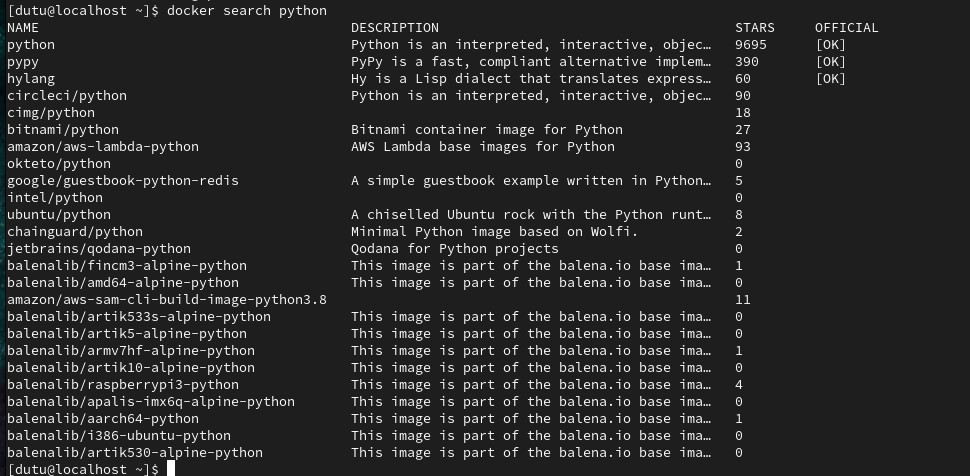 [dutu@localhost ~]$ docker search python
NAME DESCRIPTION STARS OFFICIAL
python Python is an interpreted, interactive, objec… 9695 [OK]
pypy PyPy is a fast, compliant alternative implem… 390 [OK]
hylang Hy is a Lisp dialect that translates express… 60 [OK]
circleci/python Python is an interpreted, interactive, objec… 90
cimg/python 18
bitnami/python Bitnami container image for Python 27
amazon/aws-lambda-python AWS Lambda base images for Python 93
okteto/python 0
google/guestbook-python-redis A simple guestbook example written in Python… 5
intel/python 0
ubuntu/python A chiselled Ubuntu rock with the Python runt… 8
chainguard/python Minimal Python image based on Wolfi. 2
jetbrains/qodana-python Qodana for Python projects 0
balenalib/fincm3-alpine-python This image is part of the balena.io base ima… 1
balenalib/amd64-alpine-python This image is part of the balena.io base ima… 0
amazon/aws-sam-cli-build-image-python3.8 11
balenalib/artik533s-alpine-python This image is part of the balena.io base ima… 0
balenalib/artik5-alpine-python This image is part of the balena.io base ima… 0
balenalib/armv7hf-alpine-python This image is part of the balena.io base ima… 1
balenalib/artik10-alpine-python This image is part of the balena.io base ima… 0
balenalib/raspberrypi3-python This image is part of the balena.io base ima… 4
balenalib/apalis-imx6q-alpine-python This image is part of the balena.io base ima… 0
balenalib/aarch64-python This image is part of the balena.io base ima… 1
balenalib/i386-ubuntu-python This image is part of the balena.io base ima… 0
balenalib/artik530-alpine-python This image is part of the balena.io base ima… 0
[dutu@localhost ~]$